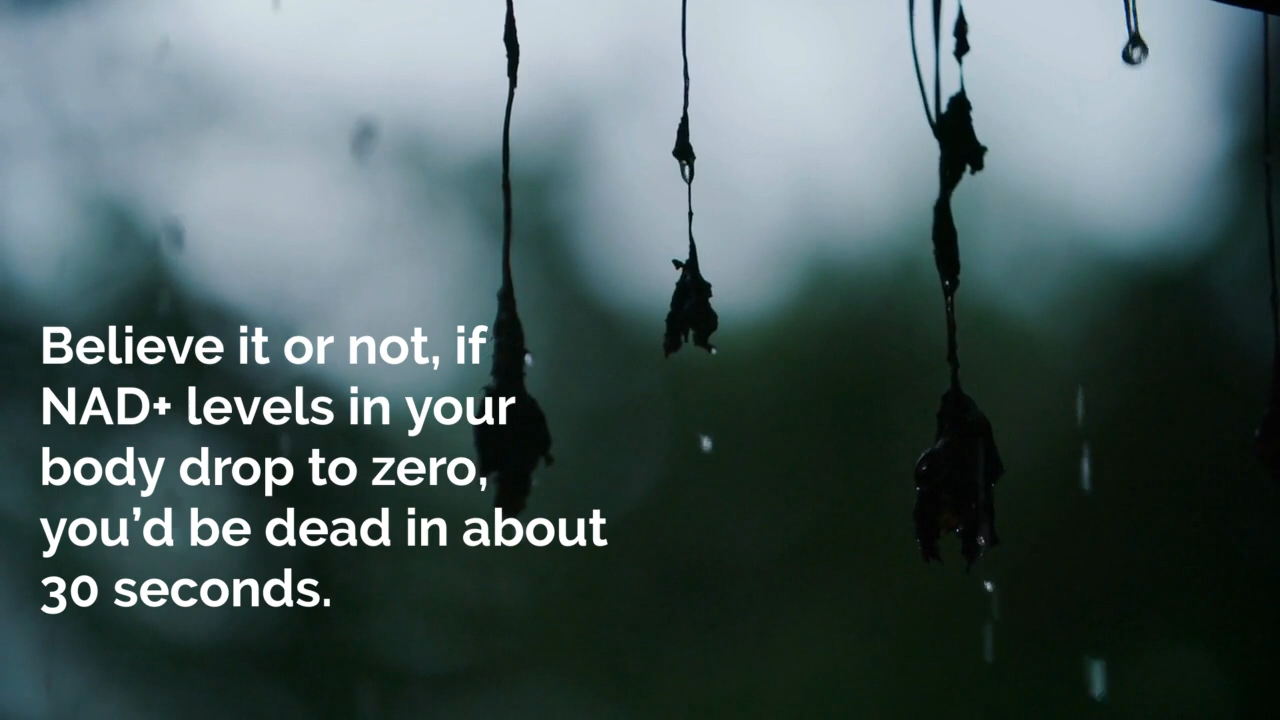 Believe it or not, if
NAD+ levels in your
body drop to zero,
you’d be dead in about
30 seconds.